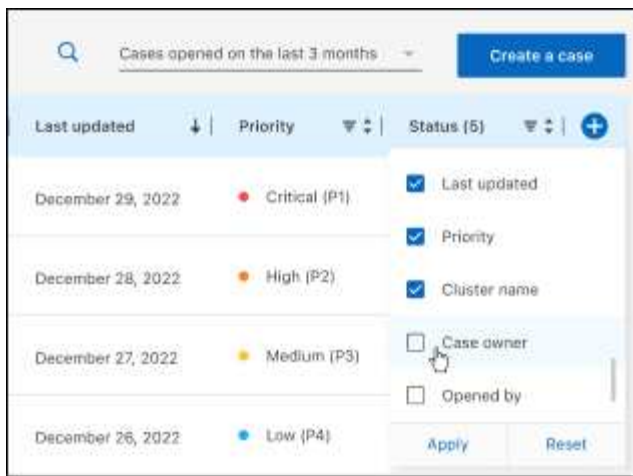 Cases opened on the last 3 months
Create a case
Last updated
Priority
Status (5)
Last updated
December 29, 2022
Critical (P1)
Priority
December 28, 2022
High (P2)
Cluster name
Case owner
December 27, 2022
Medium (P3)
Opened by
December 26, 2022
Low (P4)
Apply
Reset